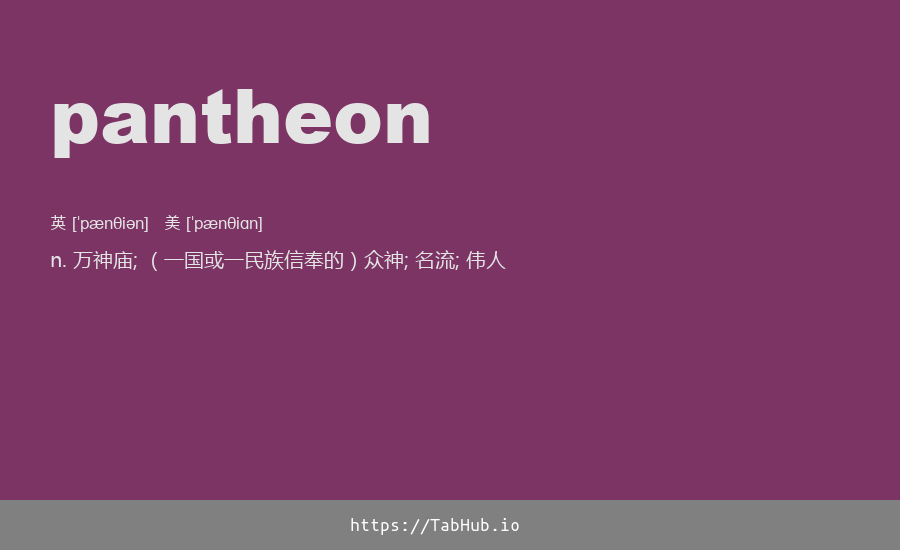 pantheon
英 [ˈpænθiən] 美 [ˈpænθiɑn]
n. 万神庙; （一国或一民族信奉的）众神; 名流; 伟人
https://TabHub.io